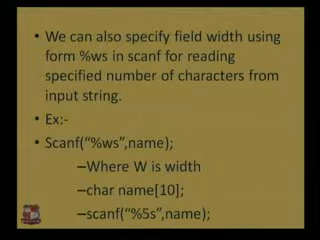 • We can also specify field width using
form %ws in scanf for reading
specified number of characters from
input string.
• Ex:-
• Scanf(“%ws”,name);
–Where W is width
–char name[10];
–scanf(“%5s”,name);